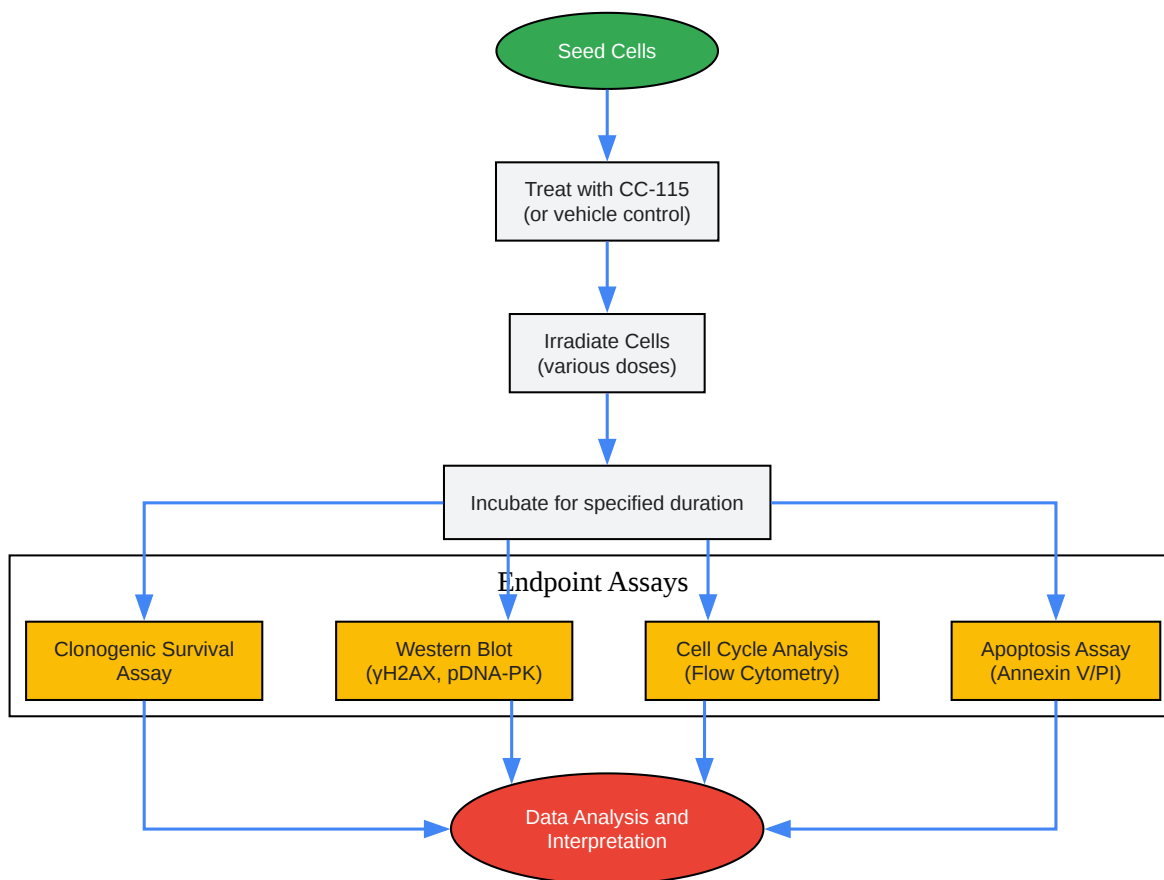 Seed Cells
Treat with CC-115
(or vehicle control)
Irradiate Cells
(various doses)
Incubate for specified duration
Endpoint Assays
Clonogenic Survival
Assay
Western Blot
(γH2AX, pDNA-PK)
Cell Cycle Analysis
(Flow Cytometry)
Apoptosis Assay
(Annexin V/PI)
Data Analysis and
Interpretation